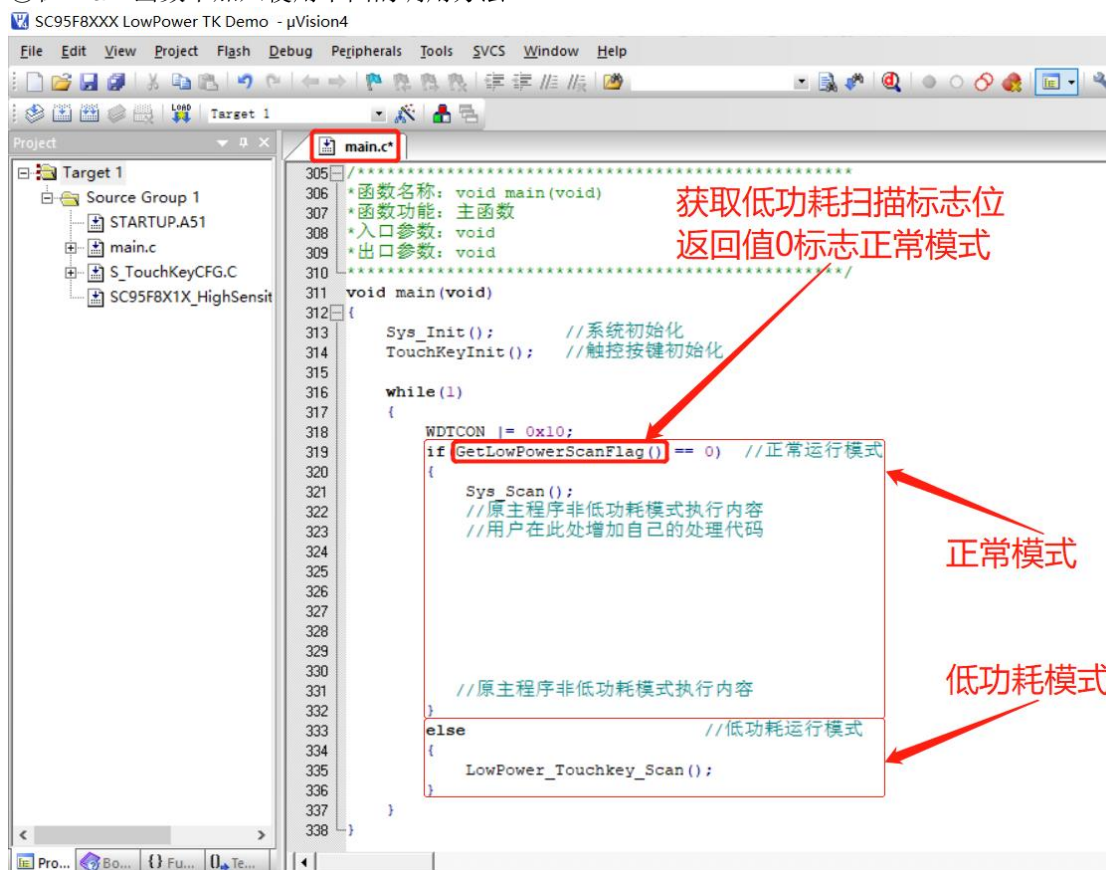 SC95F8XXX LowPower TK Demo - µVision4
File Edit View Project Flash Debug Peripherals Tools SVCS Window Help
LOAD Target 1
Project
main.c*
Target 1
Source Group 1
STARTUP.A51
main.c
S_TouchKeyCFG.C
SC95F8X1X_HighSensit
305 /**************************************************
306 *函数名称: void main(void)
307 *函数功能: 主函数
308 *入口参数: void
309 *出口参数: void
310 **************************************************/
311 void main(void)
312 {
313 Sys_Init(); //系统初始化
314 TouchKeyInit(); //触控按键初始化
315
316 while(1)
317 {
318 WDTCON |= 0x10;
319 if(GetLowPowerScanFlag() == 0) //正常运行模式
320 {
321 Sys_Scan();
322 //原主程序非低功耗模式执行内容
323 //用户在此处增加自己的处理代码
324
325
326
327
328
329
330
331 //原主程序非低功耗模式执行内容
332 }
333 else //低功耗运行模式
334 {
335 LowPower_Touchkey_Scan();
336 }
337 }
338 }
获取低功耗扫描标志位
返回值0标志正常模式
正常模式
低功耗模式
Pro... Bo... {} Fu... Te...